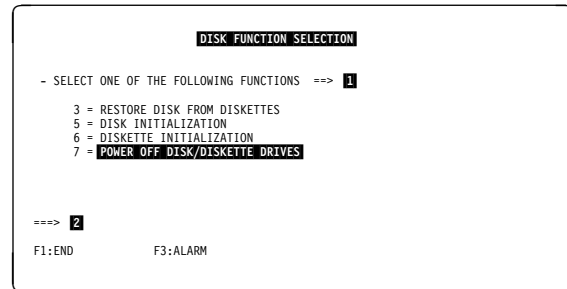 DISK FUNCTION SELECTION
- SELECT ONE OF THE FOLLOWING FUNCTIONS ==> 1
3 = RESTORE DISK FROM DISKETTES
5 = DISK INITIALIZATION
6 = DISKETTE INITIALIZATION
7 = POWER OFF DISK/DISKETTE DRIVES
===> 2
F1:END F3:ALARM